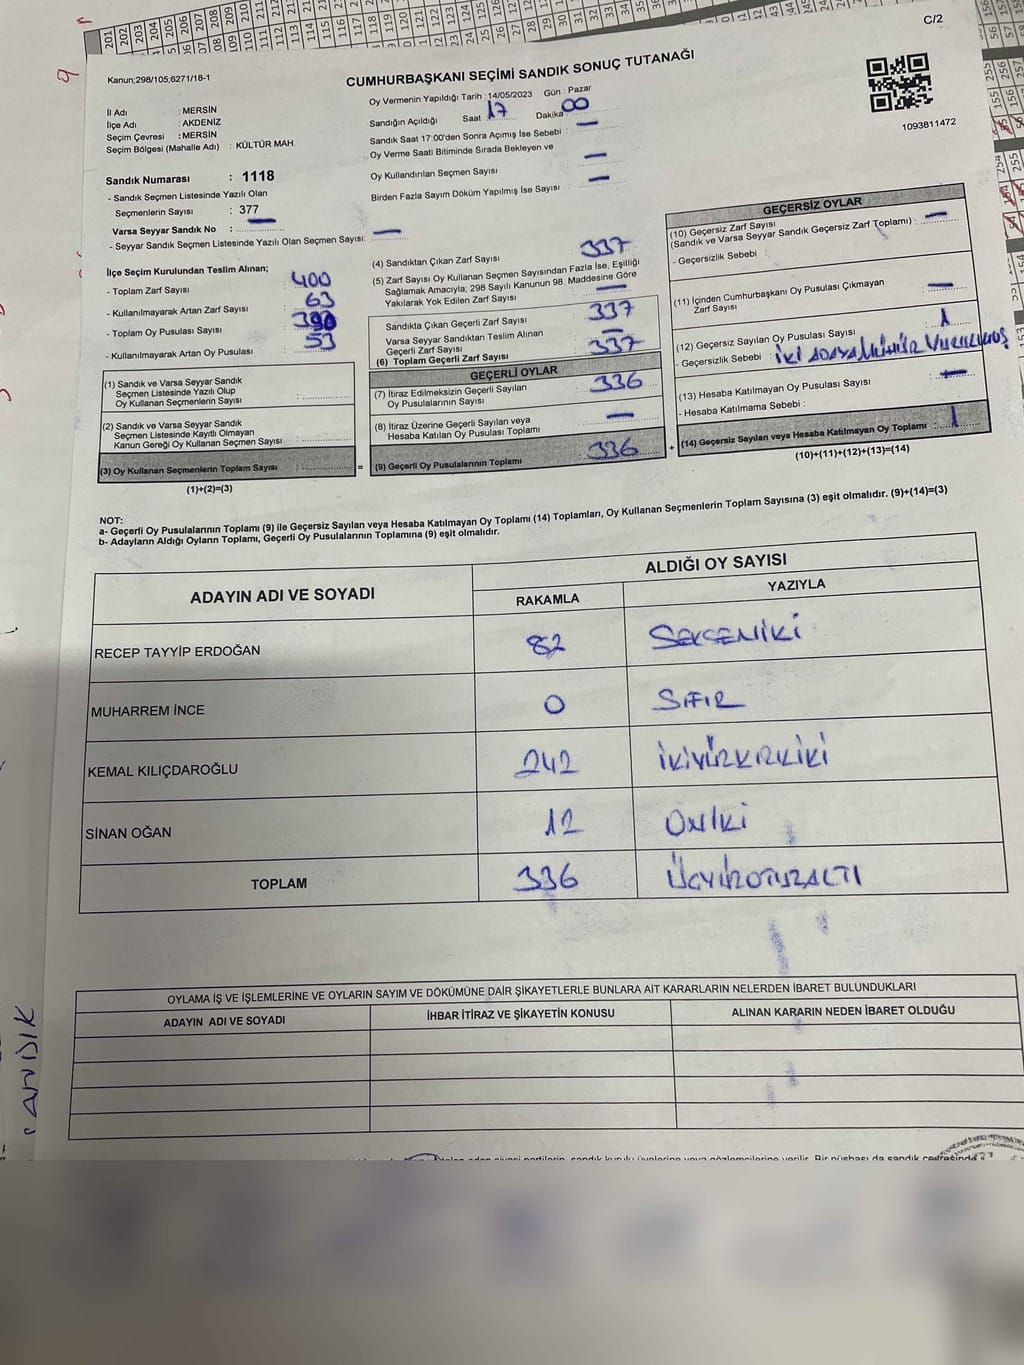 C/2
Kanun;298/105;6271/18-1
CUMHURBAŞKANI SEÇİMİ SANDIK SONUÇ TUTANAĞI
İl Adı : MERSİN
İlçe Adı : AKDENİZ
Seçim Çevresi : MERSİN
Seçim Bölgesi (Mahalle Adı) : KÜLTÜR MAH.
Oy Vermenin Yapıldığı Tarih : 14/05/2023 Gün : Pazar
Sandığın Açıldığı Saat 17 Dakika 00
Sandık Saat 17:00'den Sonra Açımış İse Sebebi : —
Oy Verme Saati Bitiminde Sırada Bekleyen ve
Oy Kullandırılan Seçmen Sayısı —
Birden Fazla Sayım Döküm Yapılmış İse Sayısı —
1093811472
Sandık Numarası : 1118
- Sandık Seçmen Listesinde Yazılı Olan
Seçmenlerin Sayısı : 377
Varsa Seyyar Sandık No : —
- Seyyar Sandık Seçmen Listesinde Yazılı Olan Seçmen Sayısı: —
İlçe Seçim Kurulundan Teslim Alınan;
- Toplam Zarf Sayısı : 400
- Kullanılmayarak Artan Zarf Sayısı : 63
- Toplam Oy Pusulası Sayısı : 390
- Kullanılmayarak Artan Oy Pusulası : 53
(1) Sandık ve Varsa Seyyar Sandık
Seçmen Listesinde Yazılı Olup
Oy Kullanan Seçmenlerin Sayısı :
(2) Sandık ve Varsa Seyyar Sandık
Seçmen Listesinde Kayıtlı Olmayan
Kanun Gereği Oy Kullanan Seçmen Sayısı :
(3) Oy Kullanan Seçmenlerin Toplam Sayısı :
(1)+(2)=(3)
=
(4) Sandıktan Çıkan Zarf Sayısı 337
(5) Zarf Sayısı Oy Kullanan Seçmen Sayısından Fazla İse, Eşitliği
Sağlamak Amacıyla; 298 Sayılı Kanunun 98. Maddesine Göre
Yakılarak Yok Edilen Zarf Sayısı —
Sandıkta Çıkan Geçerli Zarf Sayısı 337
Varsa Seyyar Sandıktan Teslim Alınan
Geçerli Zarf Sayısı —
(6) Toplam Geçerli Zarf Sayısı 337
GEÇERLİ OYLAR
(7) İtiraz Edilmeksizin Geçerli Sayılan
Oy Pusulalarının Sayısı 336
(8) İtiraz Üzerine Geçerli Sayılan veya
Hesaba Katılan Oy Pusulası Toplamı —
(9) Geçerli Oy Pusulalarının Toplamı 336
+
GEÇERSİZ OYLAR
(10) Geçersiz Zarf Sayısı
(Sandık ve Varsa Seyyar Sandık Geçersiz Zarf Toplamı) : —
- Geçersizlik Sebebi :
(11) İçinden Cumhurbaşkanı Oy Pusulası Çıkmayan
Zarf Sayısı —
(12) Geçersiz Sayılan Oy Pusulası Sayısı 1
- Geçersizlik Sebebi : İKİ
(13) Hesaba Katılmayan Oy Pusulası Sayısı —
- Hesaba Katılmama Sebebi :
(14) Geçersiz Sayılan veya Hesaba Katılmayan Oy Toplamı : 1
(10)+(11)+(12)+(13)=(14)
NOT:
a- Geçerli Oy Pusulalarının Toplamı (9) ile Geçersiz Sayılan veya Hesaba Katılmayan Oy Toplamı (14) Toplamları, Oy Kullanan Seçmenlerin Toplam Sayısına (3) eşit olmalıdır. (9)+(14)=(3)
b- Adayların Aldığı Oyların Toplamı, Geçerli Oy Pusulalarının Toplamına (9) eşit olmalıdır.
ADAYIN ADI VE SOYADI ALDIĞI OY SAYISI
RAKAMLA YAZIYLA
RECEP TAYYİP ERDOĞAN 82 SEKSENİKİ
MUHARREM İNCE 0 SIFIR
KEMAL KILIÇDAROĞLU 242 İKİYÜZKIRKİKİ
SİNAN OĞAN 12 ONİKİ
TOPLAM 336 ÜÇYÜZOTUZALTI
OYLAMA İŞ VE İŞLEMLERİNE VE OYLARIN SAYIM VE DÖKÜMÜNE DAİR ŞİKAYETLERLE BUNLARA AİT KARARLARIN NELERDEN İBARET BULUNDUKLARI
ADAYIN ADI VE SOYADI İHBAR İTİRAZ VE ŞİKAYETİN KONUSU ALINAN KARARIN NEDEN İBARET OLDUĞU